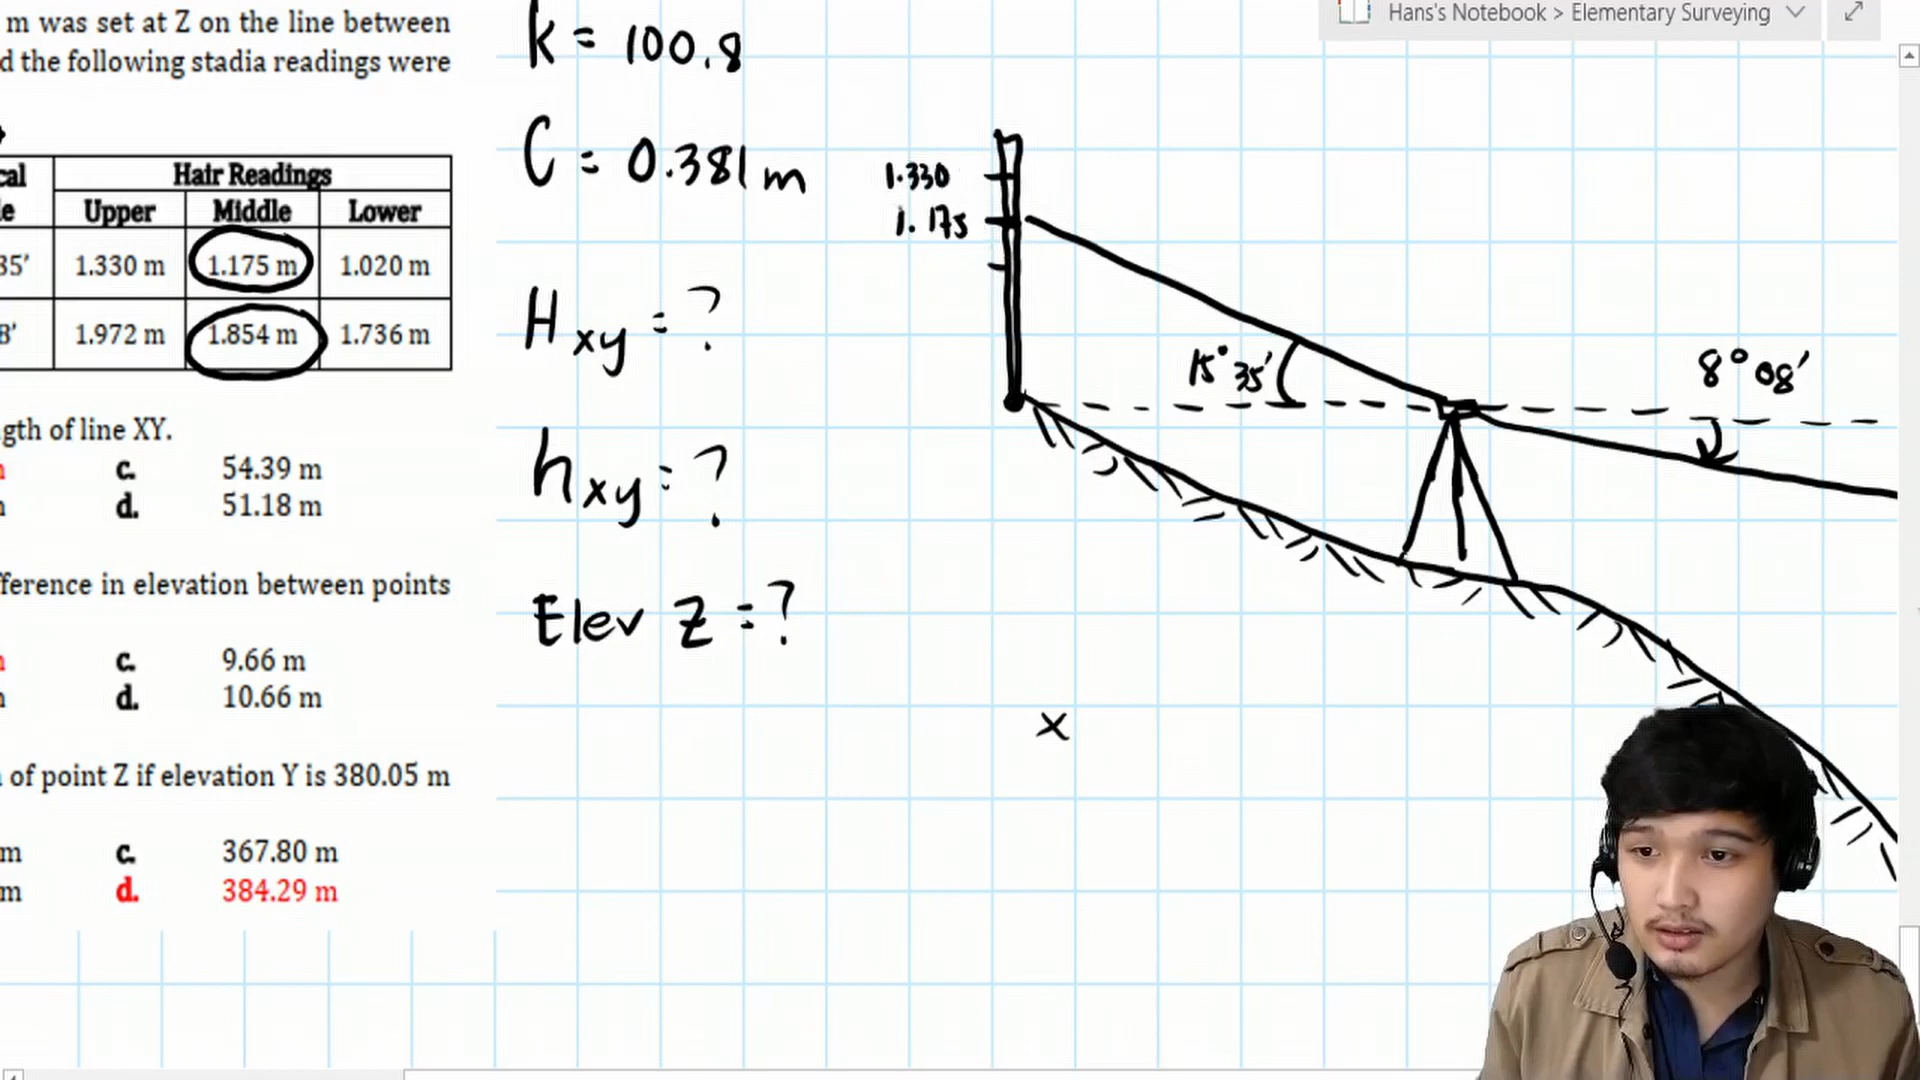 m was set at Z on the line between
d the following stadia readings were
cal
Hair Readings
le
Upper
Middle
Lower
35′
1.330 m
1.175 m
1.020 m
8′
1.972 m
1.854 m
1.736 m
gth of line XY.
c. 54.39 m
d. 51.18 m
fference in elevation between points
c. 9.66 m
d. 10.66 m
of point Z if elevation Y is 380.05 m
m c. 367.80 m
m d. 384.29 m
k = 100.8
C = 0.381 m
Hxy = ?
hxy = ?
Elev Z = ?
Hans's Notebook > Elementary Surveying
1.330
1.175
15° 35′
8° 08′
x